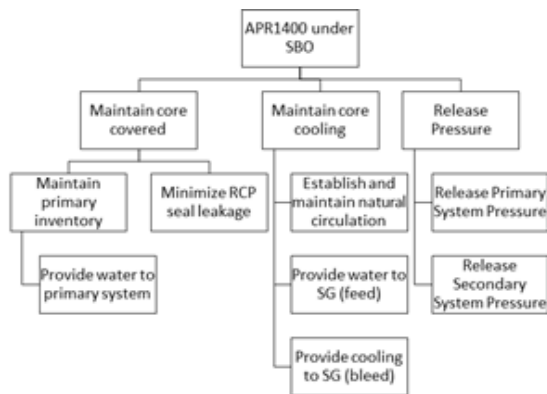 APR1400 under
SBO
Maintain core
covered
Maintain core
cooling
Release
Pressure
Maintain
primary
inventory
Minimize RCP
seal leakage
Establish and
maintain natural
circulation
Release Primary
System Pressure
Provide water to
primary system
Provide water to
SG (feed)
Release
Secondary
System Pressure
Provide cooling
to SG (bleed)